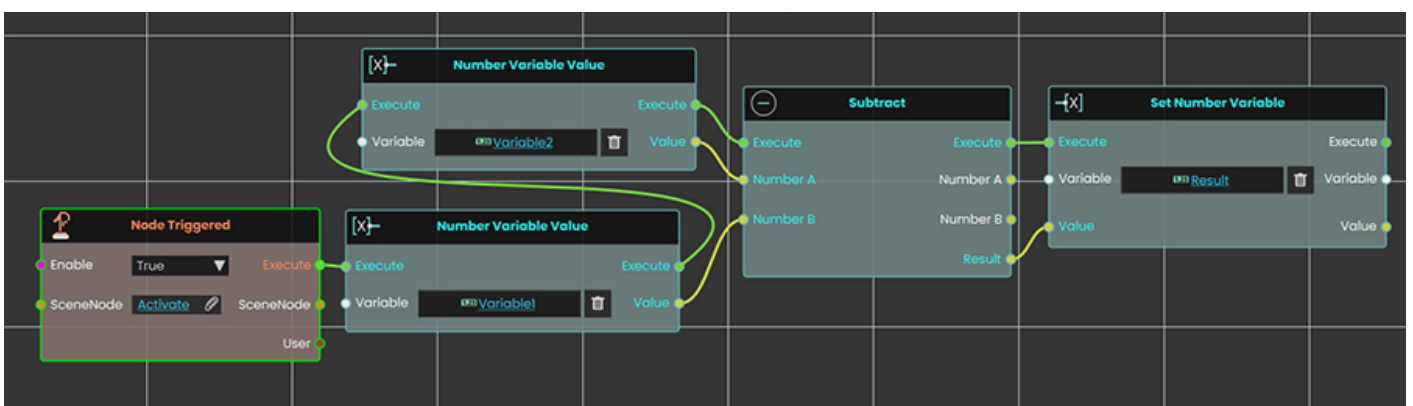 Number Variable Value
Execute Execute
Variable Variable2 Value
Subtract
Execute Execute
Number A Number A
Number B Number B
Result
Set Number Variable
Execute Execute
Variable Result Variable
Value Value
Node Triggered
Enable True Execute
SceneNode Activate SceneNode
User
Number Variable Value
Execute Execute
Variable Variable1 Value